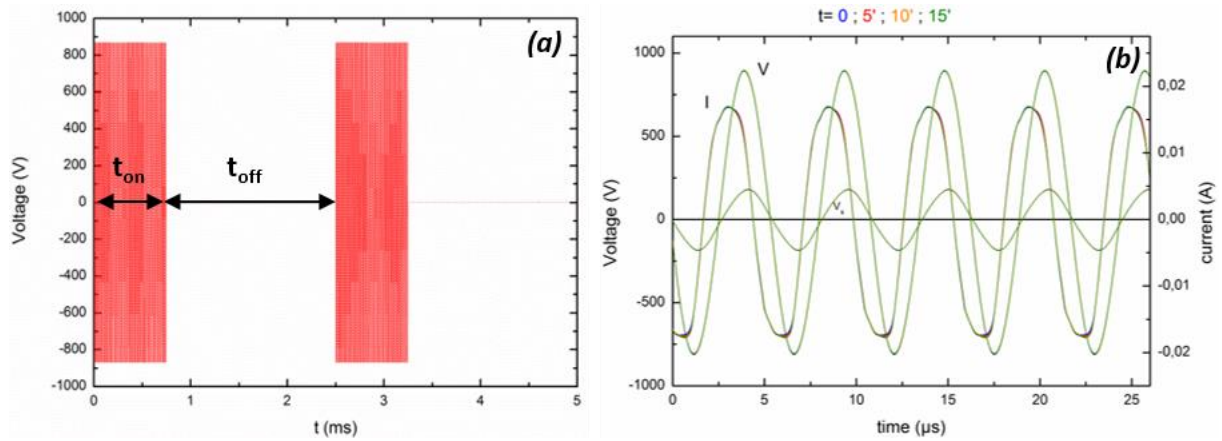 (a)
1000
800
600
400
200
0
-200
-400
-600
-800
-1000
Voltage (V)
ton
toff
0 1 2 3 4 5
t (ms)
t= 0 ; 5' ; 10' ; 15'
(b)
1000
500
0
-500
-1000
Voltage (V)
V
I
0,02
0,01
0,00
-0,01
-0,02
current (A)
0 5 10 15 20 25
time (µs)